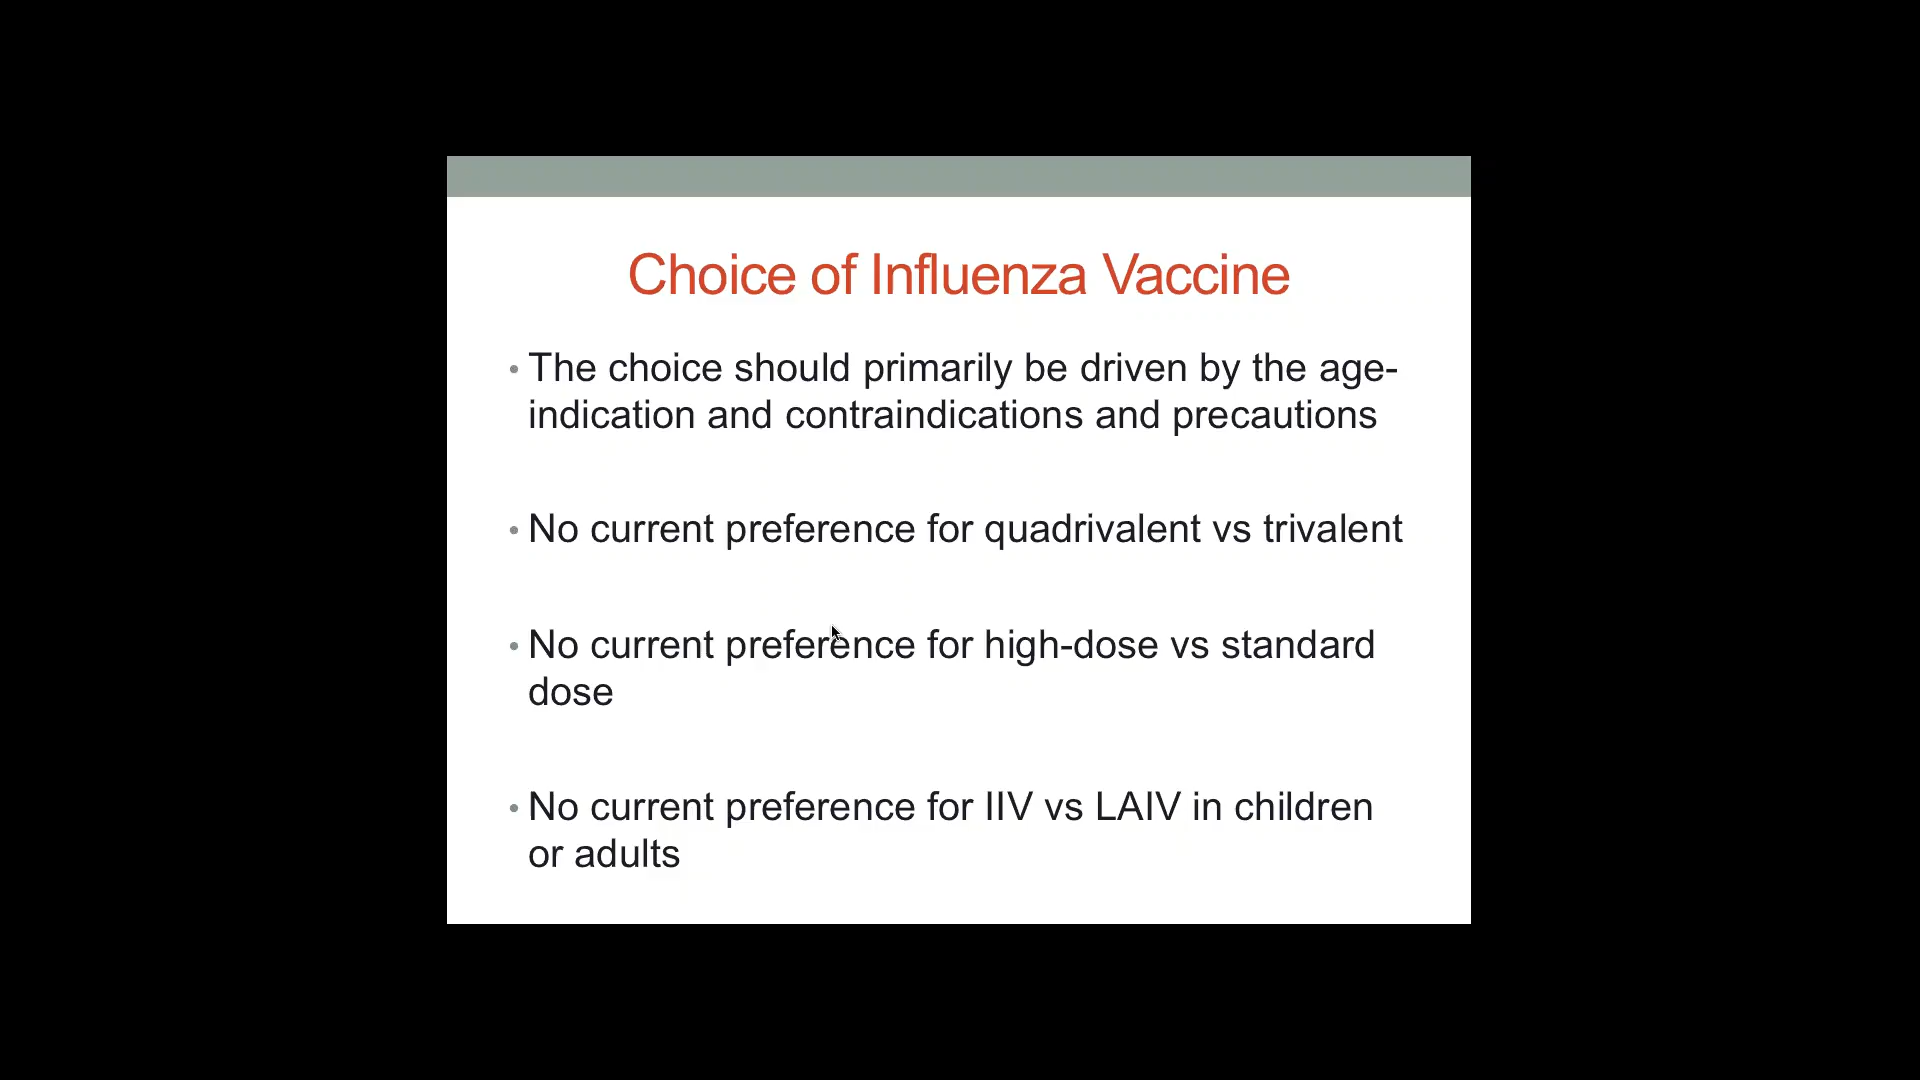 Choice of Influenza Vaccine
• The choice should primarily be driven by the age-
indication and contraindications and precautions
• No current preference for quadrivalent vs trivalent
• No current preference for high-dose vs standard
dose
• No current preference for IIV vs LAIV in children
or adults